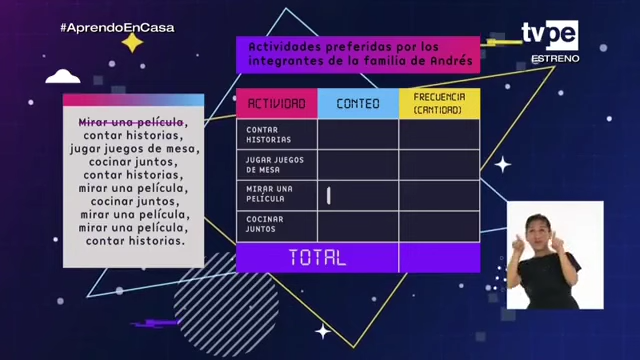 #AprendoEnCasa
tvpe
ESTRENO
Actividades preferidas por los
integrantes de la familia de Andrés
Mirar una película,
contar historias,
jugar juegos de mesa,
cocinar juntos,
contar historias,
mirar una película,
cocinar juntos,
mirar una película,
mirar una película,
contar historias.
ACTIVIDAD CONTEO FRECUENCIA
(CANTIDAD)
CONTAR
HISTORIAS
JUGAR JUEGOS
DE MESA
MIRAR UNA
PELÍCULA
COCINAR
JUNTOS
TOTAL